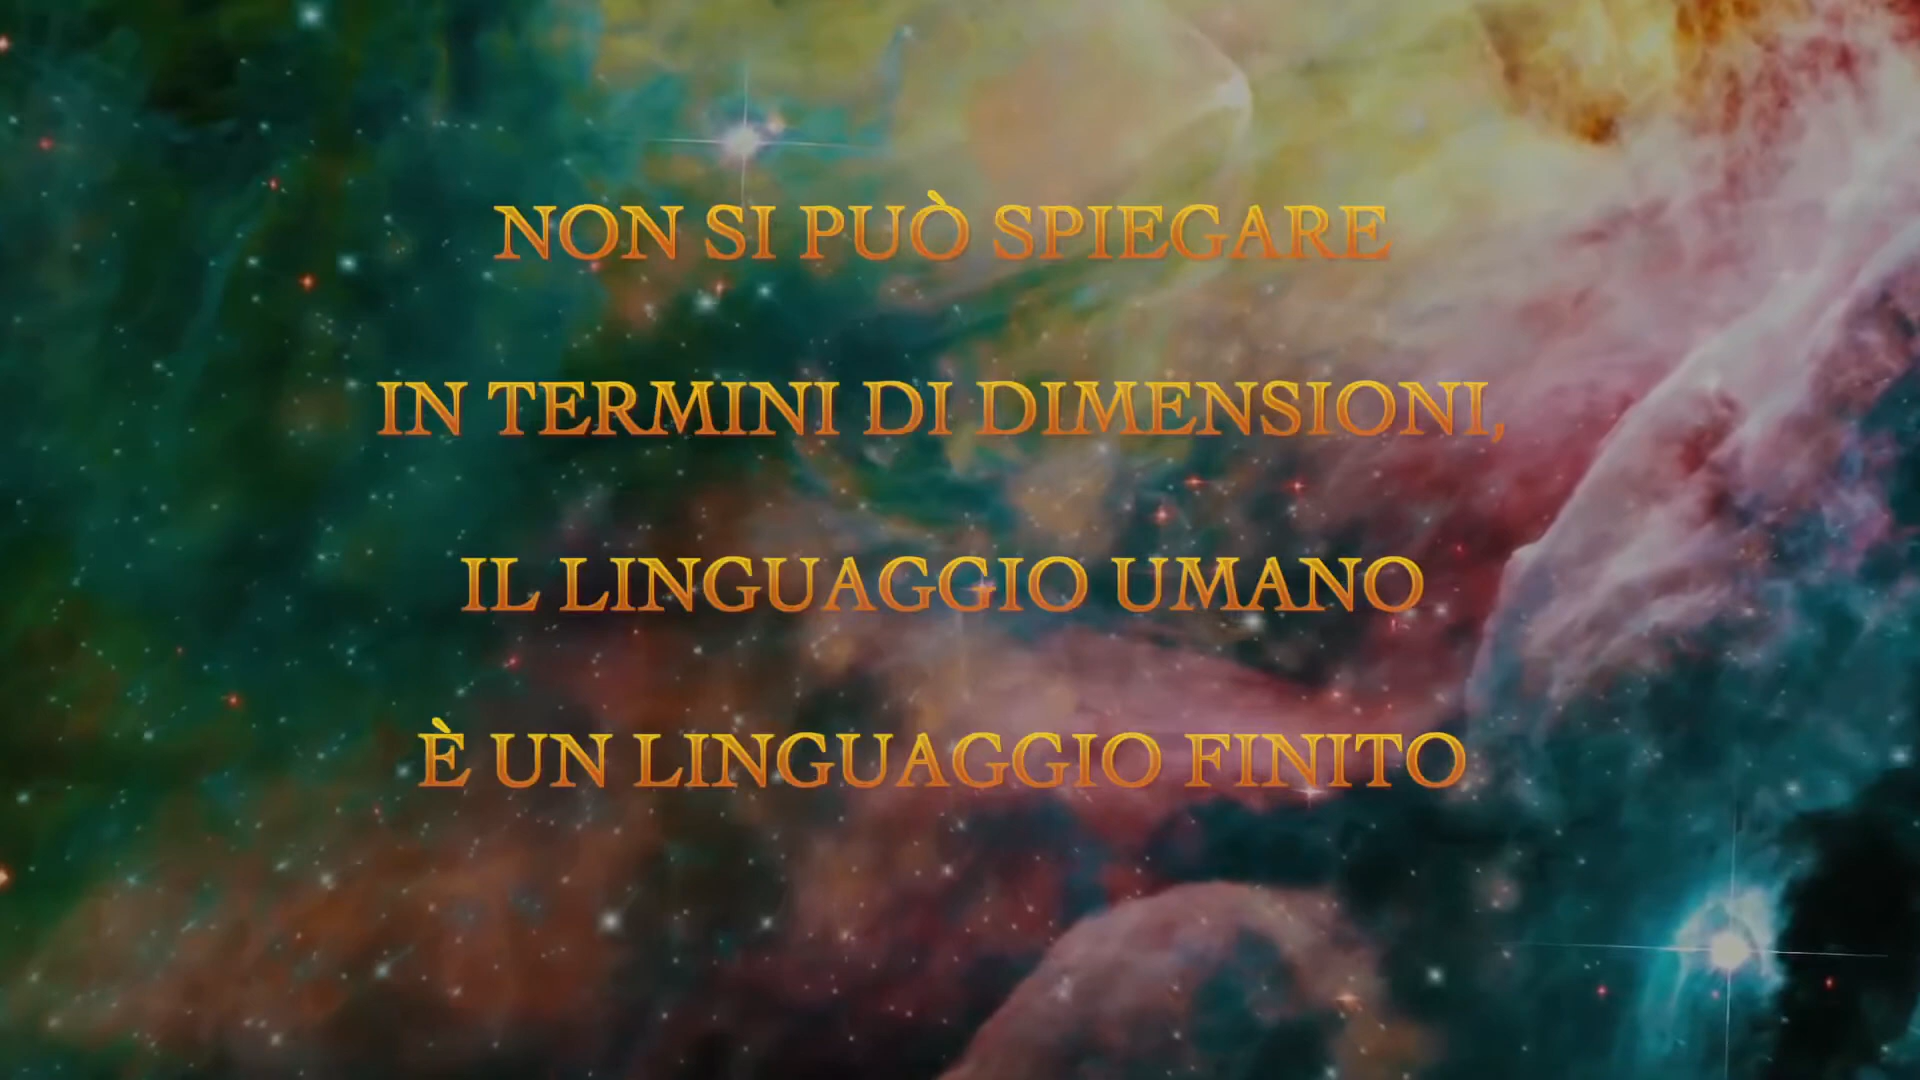 NON SI PUÒ SPIEGARE
IN TERMINI DI DIMENSIONI,
IL LINGUAGGIO UMANO
È UN LINGUAGGIO FINITO